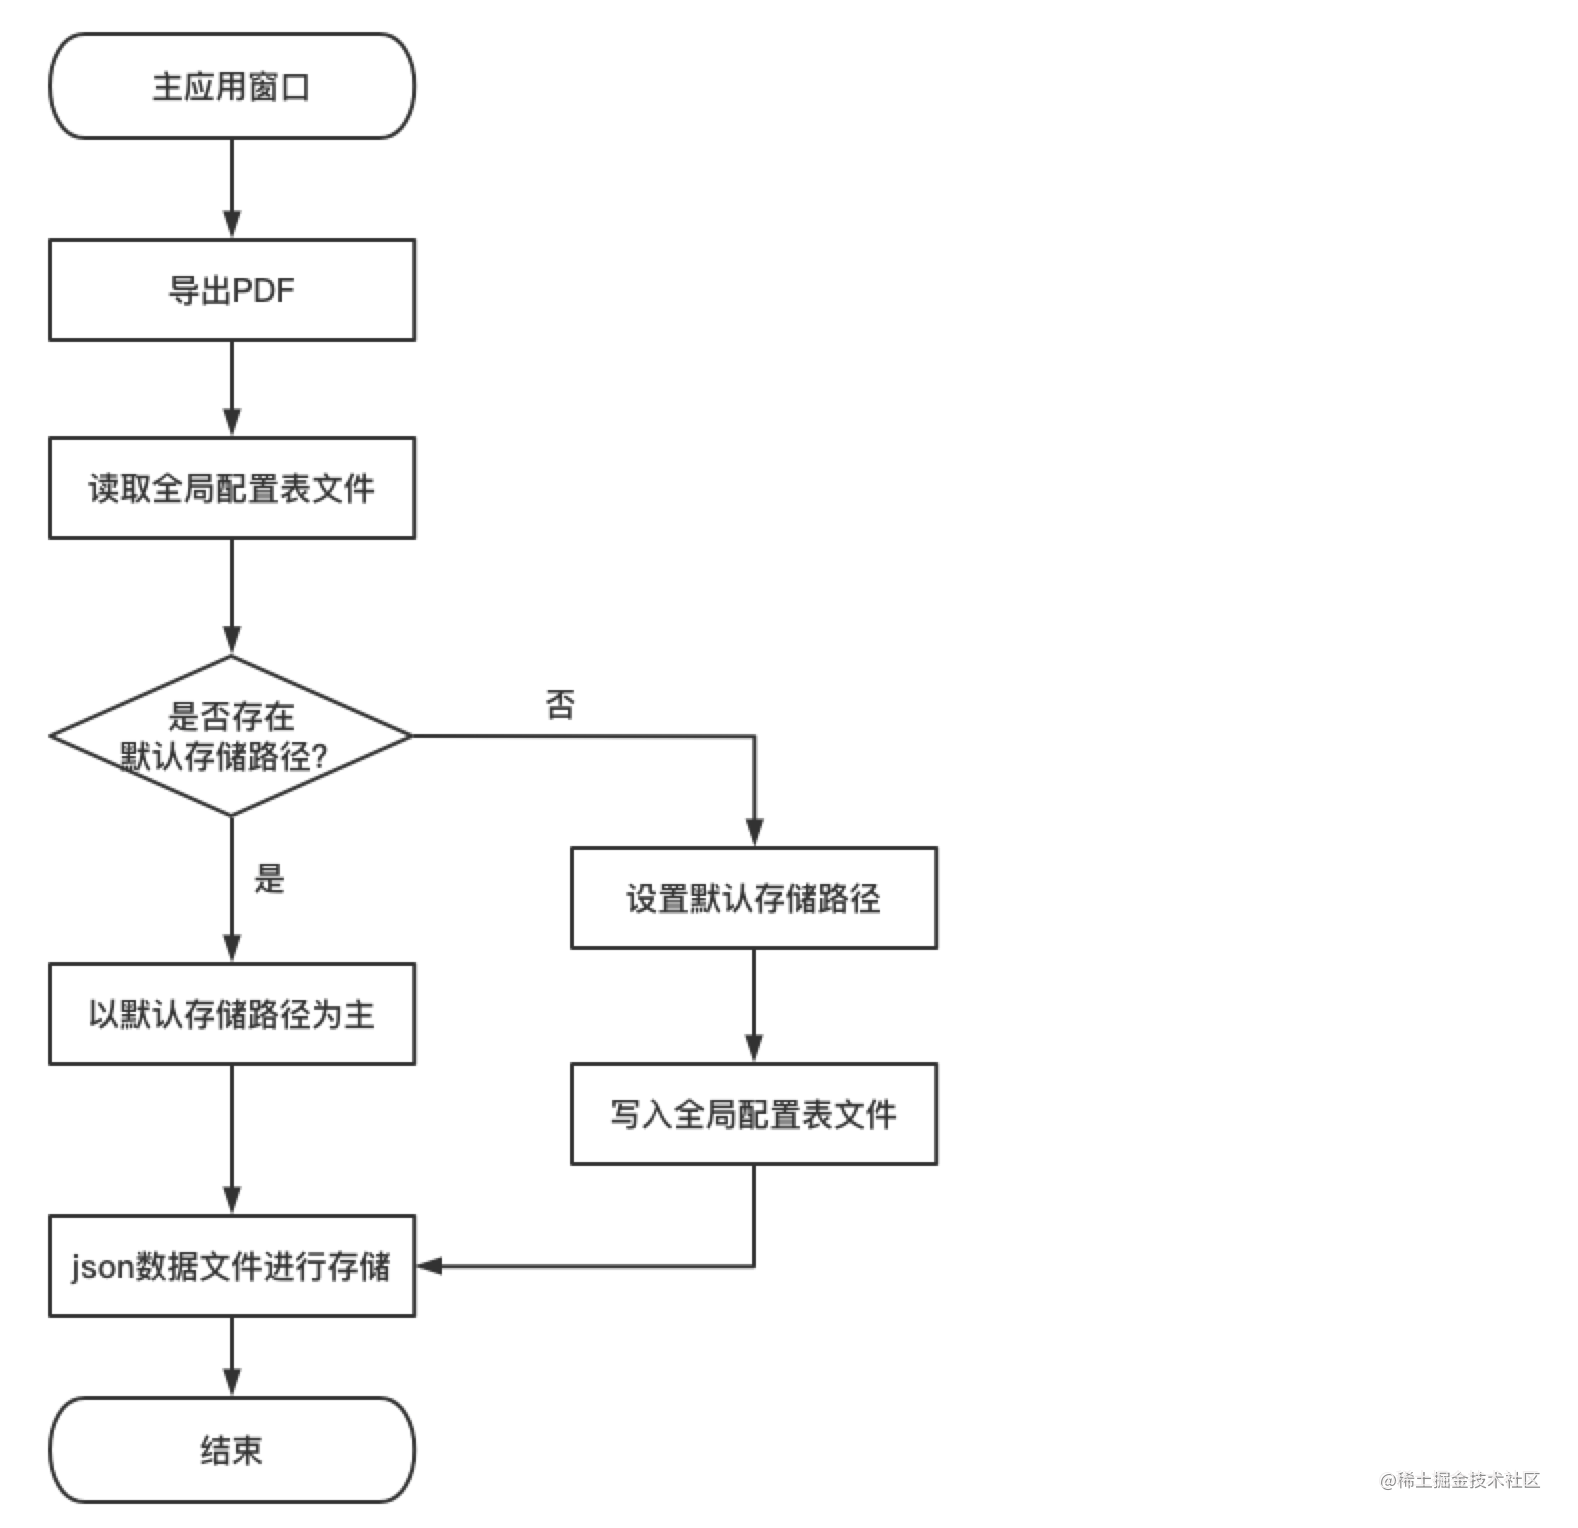 主应用窗口
导出PDF
读取全局配置表文件
是否存在
默认存储路径?
否
是
设置默认存储路径
以默认存储路径为主
写入全局配置表文件
json数据文件进行存储
结束
@稀土掘金技术社区